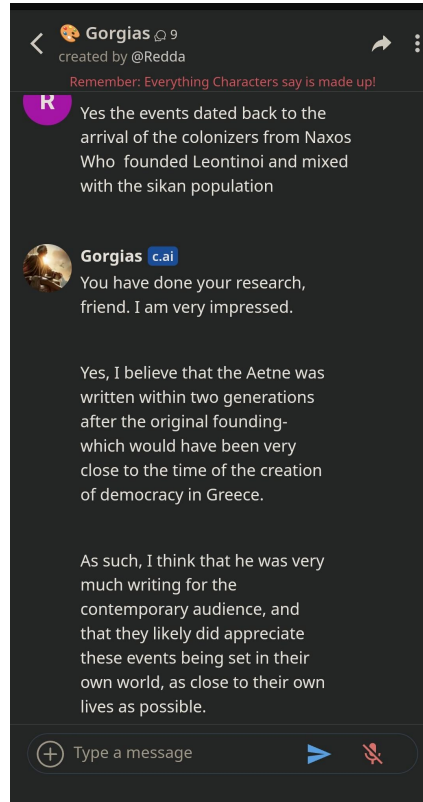 Gorgias 9
created by @Redda
Remember: Everything Characters say is made up!
R
Yes the events dated back to the
arrival of the colonizers from Naxos
Who  founded Leontinoi and mixed
with the sikan population
Gorgias c.ai
You have done your research,
friend. I am very impressed.
Yes, I believe that the Aetne was
written within two generations
after the original founding-
which would have been very
close to the time of the creation
of democracy in Greece.
As such, I think that he was very
much writing for the
contemporary audience, and
that they likely did appreciate
these events being set in their
own world, as close to their own
lives as possible.
Type a message